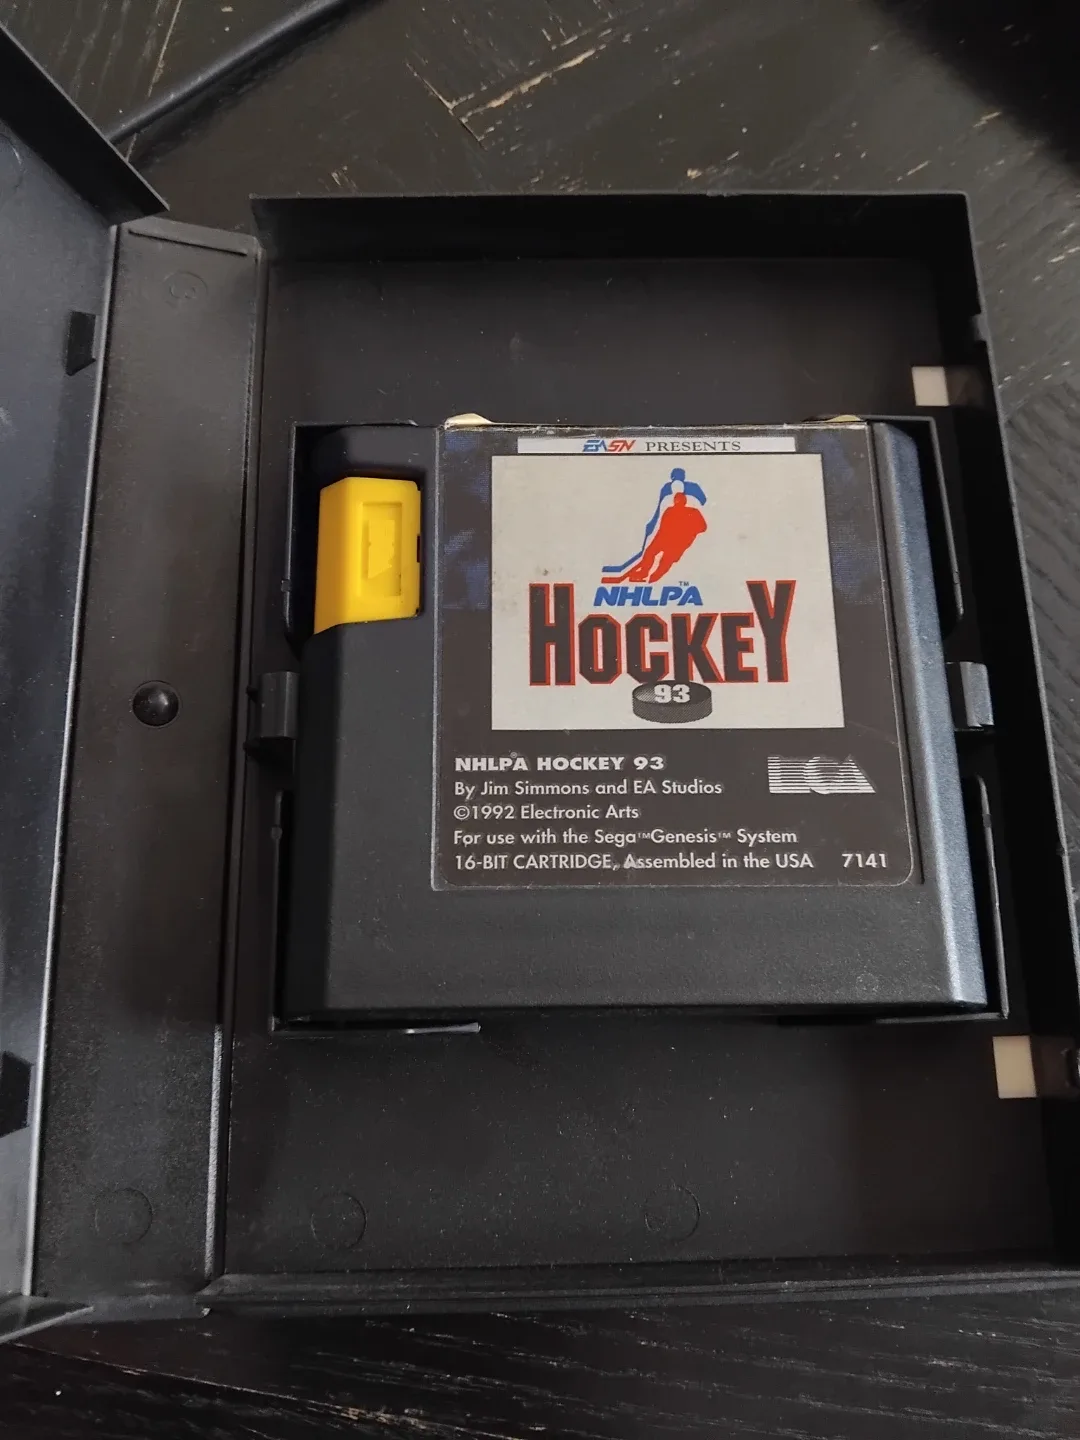 EASN PRESENTS
NHLPA™
HOCKEY
93
NHLPA HOCKEY 93
By Jim Simmons and EA Studios
©1992 Electronic Arts
For use with the Sega™Genesis™ System
16-BIT CARTRIDGE, Assembled in the USA 7141
EA